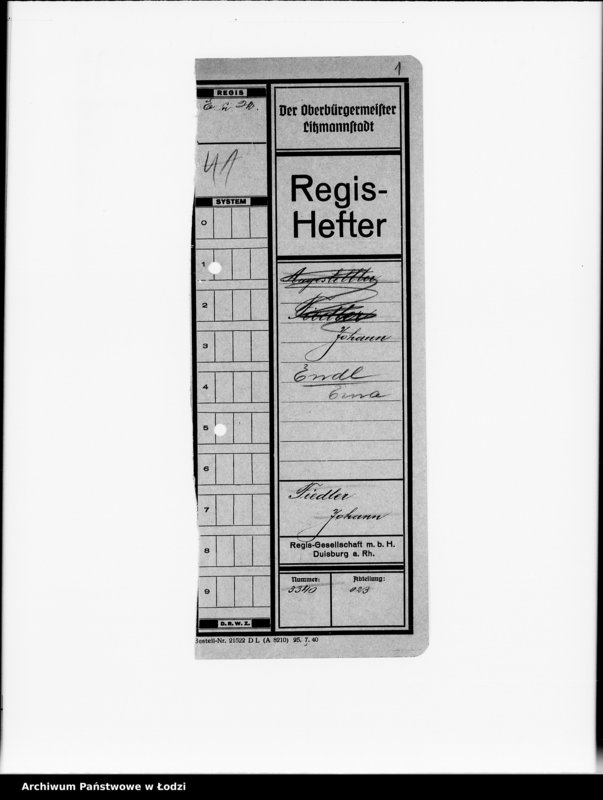 1
REGIS
41
SYSTEM
0
1
2
3
4
5
6
7
8
9
D.R.W.Z.
Der Oberbürgermeister
Litzmannstadt
Regis-
Hefter
Angestellter
Fiedler
Johann
Endl
Erna
Fiedler
Johann
Regis-Gesellschaft m. b. H.
Duisburg a. Rh.
Nummer:
Abteilung:
3340
023
Bestell-Nr. 21522 D L (A 8210) 25. 7. 40
Archiwum Państwowe w Łodzi